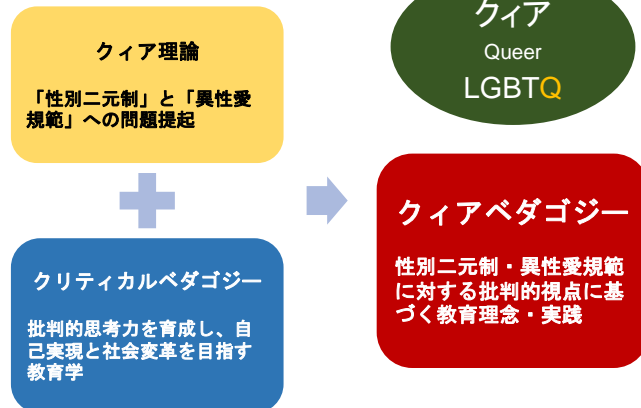 クィア理論
「性別二元制」と「異性愛
規範」への問題提起
クリティカルベダゴジー
批判的思考力を育成し、自
己実現と社会変革を目指す
教育学
クィア
Queer
LGBTQ
クィアベダゴジー
性別二元制・異性愛規範
に対する批判的視点に基
づく教育理念・実践